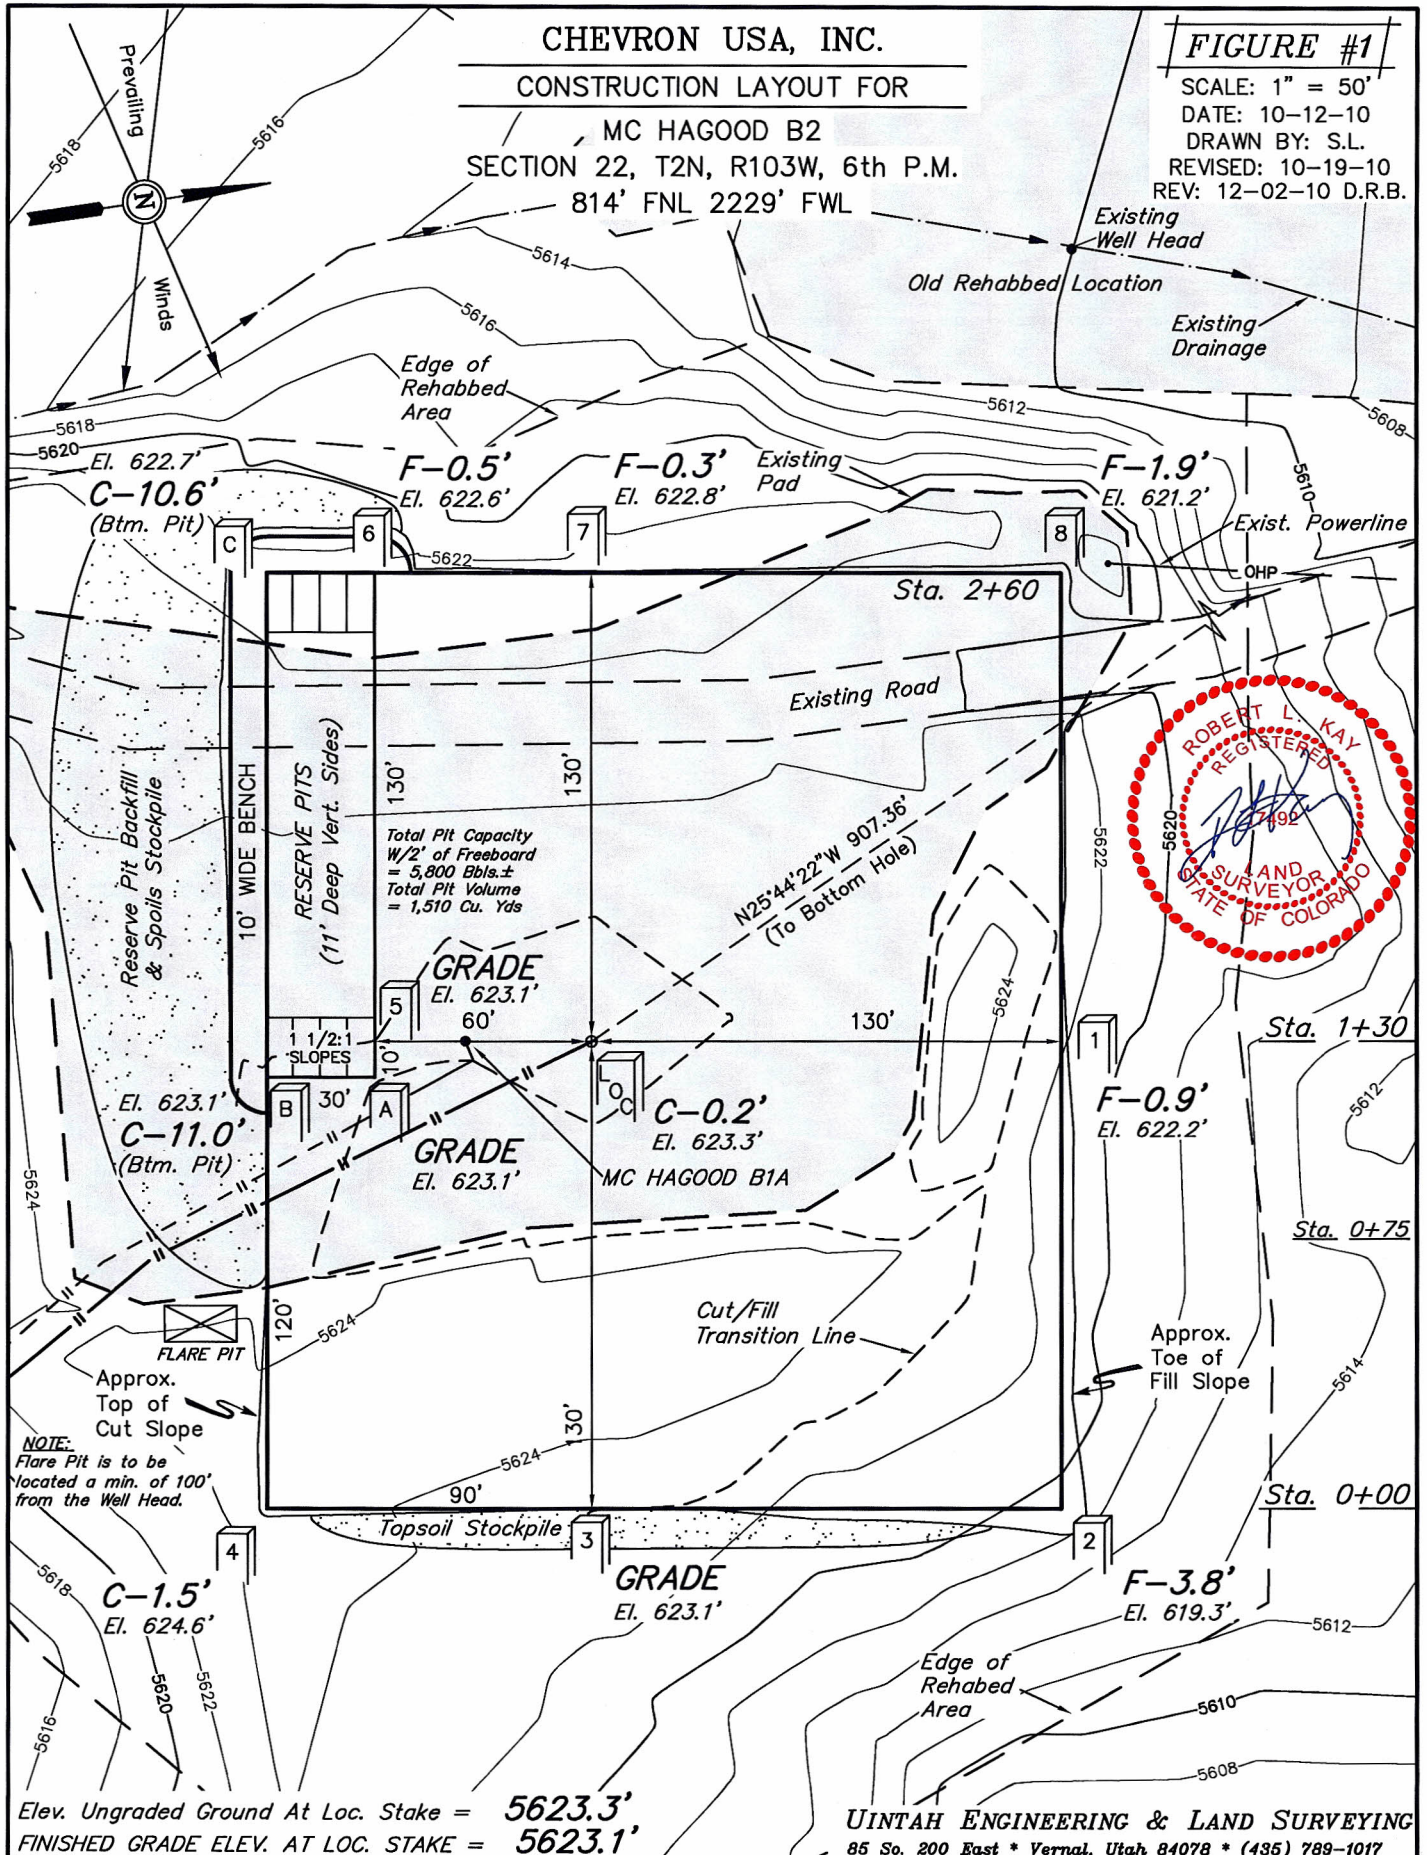 CHEVRON USA, INC.
CONSTRUCTION LAYOUT FOR
MC HAGOOD B2
SECTION 22, T2N, R103W, 6th P.M.
814' FNL 2229' FWL
FIGURE #1
SCALE: 1" = 50'
DATE: 10-12-10
DRAWN BY: S.L.
REVISED: 10-19-10
REV: 12-02-10 D.R.B.
Prevailing
N
Winds
5618
5616
5614
5616
Existing
Well Head
Old Rehabbed Location
Existing
Drainage
Edge of
Rehabbed
Area
5612
5608
5618
5620
El. 622.7'
C-10.6'
(Btm. Pit)
F-0.5'
El. 622.6'
F-0.3'
El. 622.8'
Existing
Pad
F-1.9'
El. 621.2'
5610
Exist. Powerline
C
6
7
8
5622
OHP
Sta. 2+60
Existing Road
Reserve Pit Backfill
& Spoils Stockpile
10' WIDE BENCH
RESERVE PITS
(11' Deep Vert. Sides)
130'
130'
Total Pit Capacity
W/2' of Freeboard
= 5,800 Bbls.±
Total Pit Volume
= 1,510 Cu. Yds
N25°44'22"W 907.36'
(To Bottom Hole)
5622
5620
ROBERT L. KAY
REGISTERED
7492
LAND
SURVEYOR
STATE OF COLORADO
GRADE
El. 623.1'
5
60'
130'
5624
1
Sta. 1+30
1 1/2:1
SLOPES
10'
LOC
El. 623.1'
C-11.0'
(Btm. Pit)
B
30'
A
C-0.2'
El. 623.3'
F-0.9'
El. 622.2'
5612
GRADE
El. 623.1'
MC HAGOOD B1A
5624
Sta. 0+75
FLARE PIT
120'
5624
Cut/Fill
Transition Line
Approx.
Toe of
Fill Slope
5614
Approx.
Top of
Cut Slope
30'
NOTE:
Flare Pit is to be
located a min. of 100'
from the Well Head.
5624
90'
Sta. 0+00
Topsoil Stockpile
4
3
2
C-1.5'
El. 624.6'
GRADE
El. 623.1'
F-3.8'
El. 619.3'
5618
5620
5622
5616
5612
Edge of
Rehabed
Area
5610
5608
Elev. Ungraded Ground At Loc. Stake = 5623.3'
FINISHED GRADE ELEV. AT LOC. STAKE = 5623.1'
UINTAH ENGINEERING & LAND SURVEYING
85 So. 200 East * Vernal, Utah 84078 * (435) 789-1017